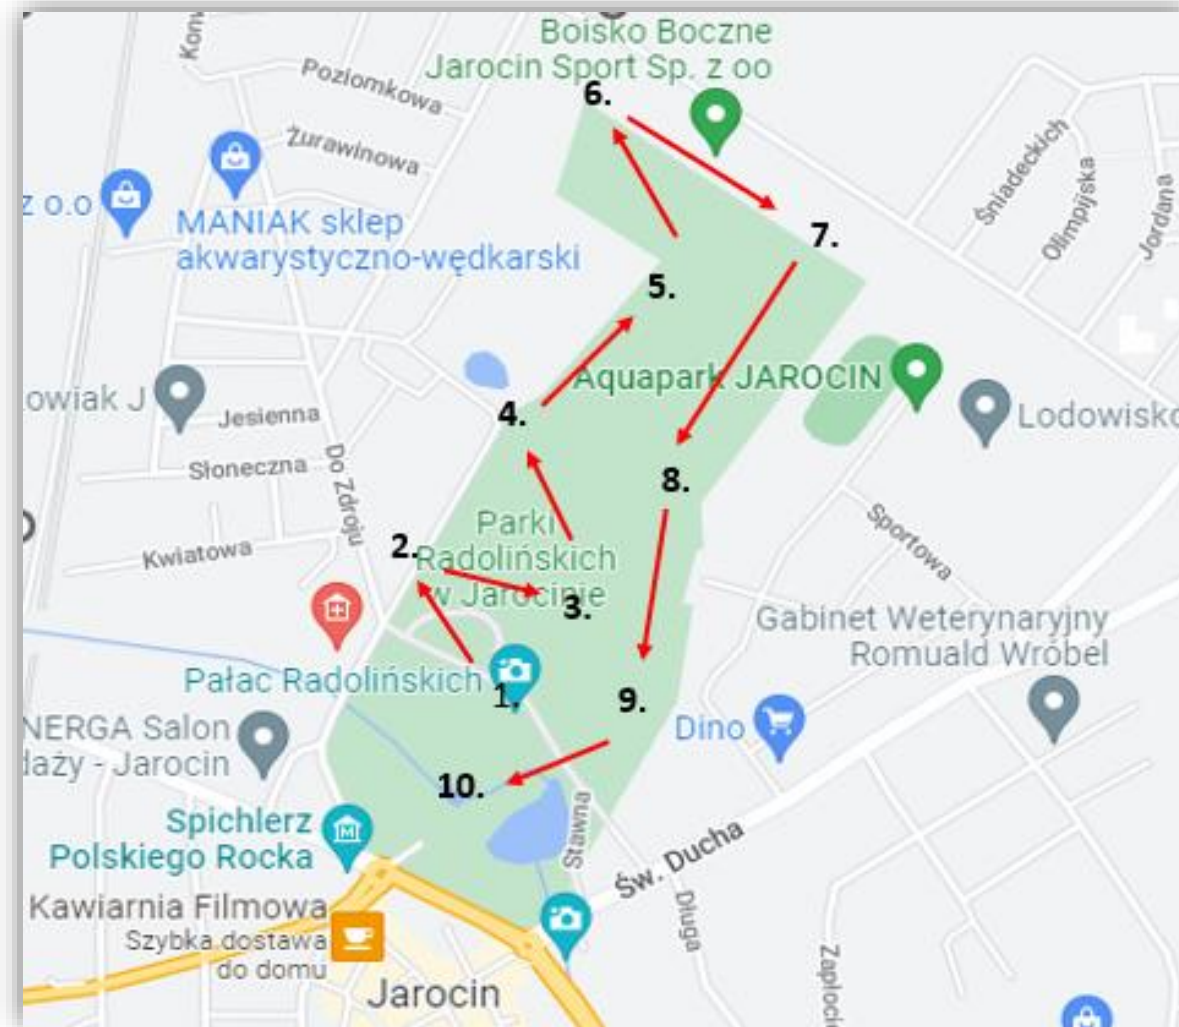 Konw
Boisko Boczne
Jarocin Sport Sp. z oo
Poziomkowa
6.
Żurawinowa
Śniadeckich
Olimpijska
Jordana
z o.o
MANIAK sklep
akwarystyczno-wędkarski
7.
5.
Aquapark JAROCIN
owiak J
Jesienna
4.
Lodowisko
Słoneczna
Do Zdroju
8.
Parki
Radolińskich
w Jarocinie
Sportowa
Kwiatowa
2.
3.
Gabinet Weterynaryjny
Romuald Wróbel
Pałac Radolińskich
1.
9.
NERGA Salon
daży - Jarocin
Dino
10.
Spichlerz
Polskiego Rocka
Stawna
Św. Ducha
Kawiarnia Filmowa
Szybka dostawa
do domu
Długa
Zapłocie
Jarocin